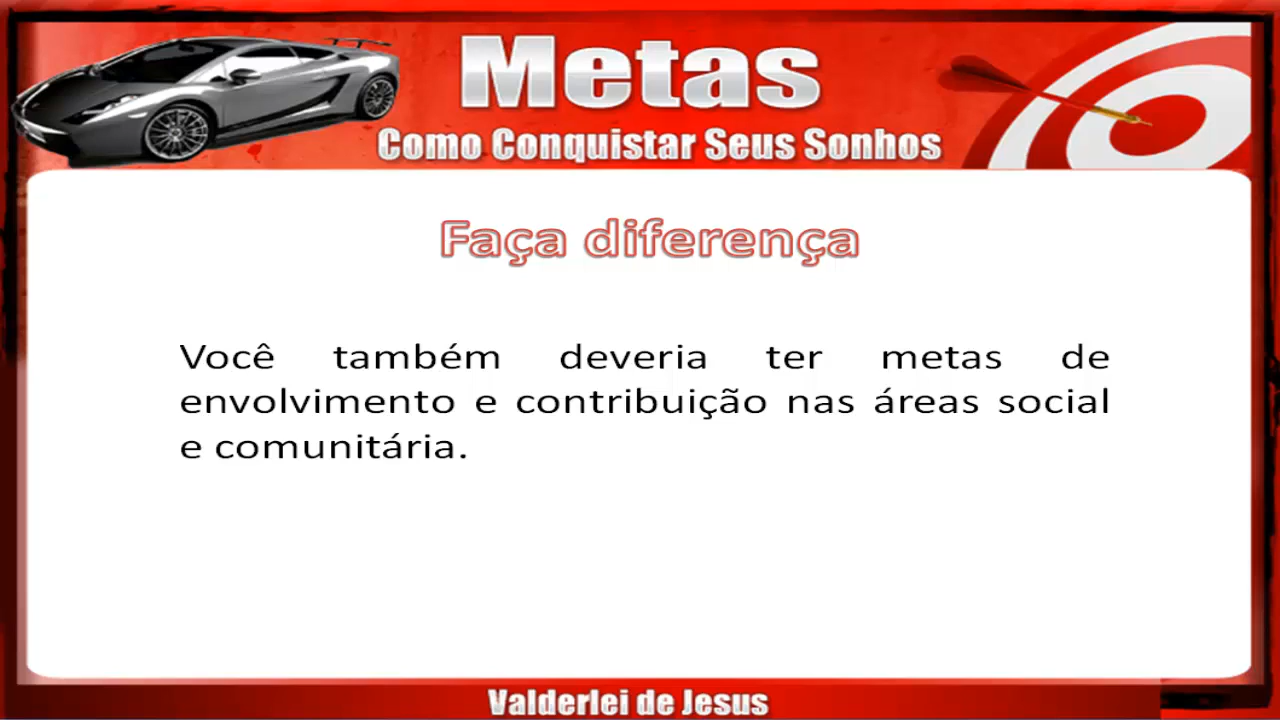 Metas
Como Conquistar Seus Sonhos
Faça diferença
Você também deveria ter metas de
envolvimento e contribuição nas áreas social
e comunitária.
Valderlei de Jesus